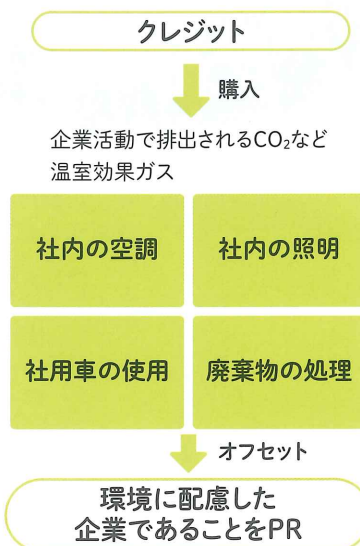 クレジット
購入
企業活動で排出されるCO₂など
温室効果ガス
社内の空調
社内の照明
社用車の使用
廃棄物の処理
オフセット
環境に配慮した
企業であることをPR